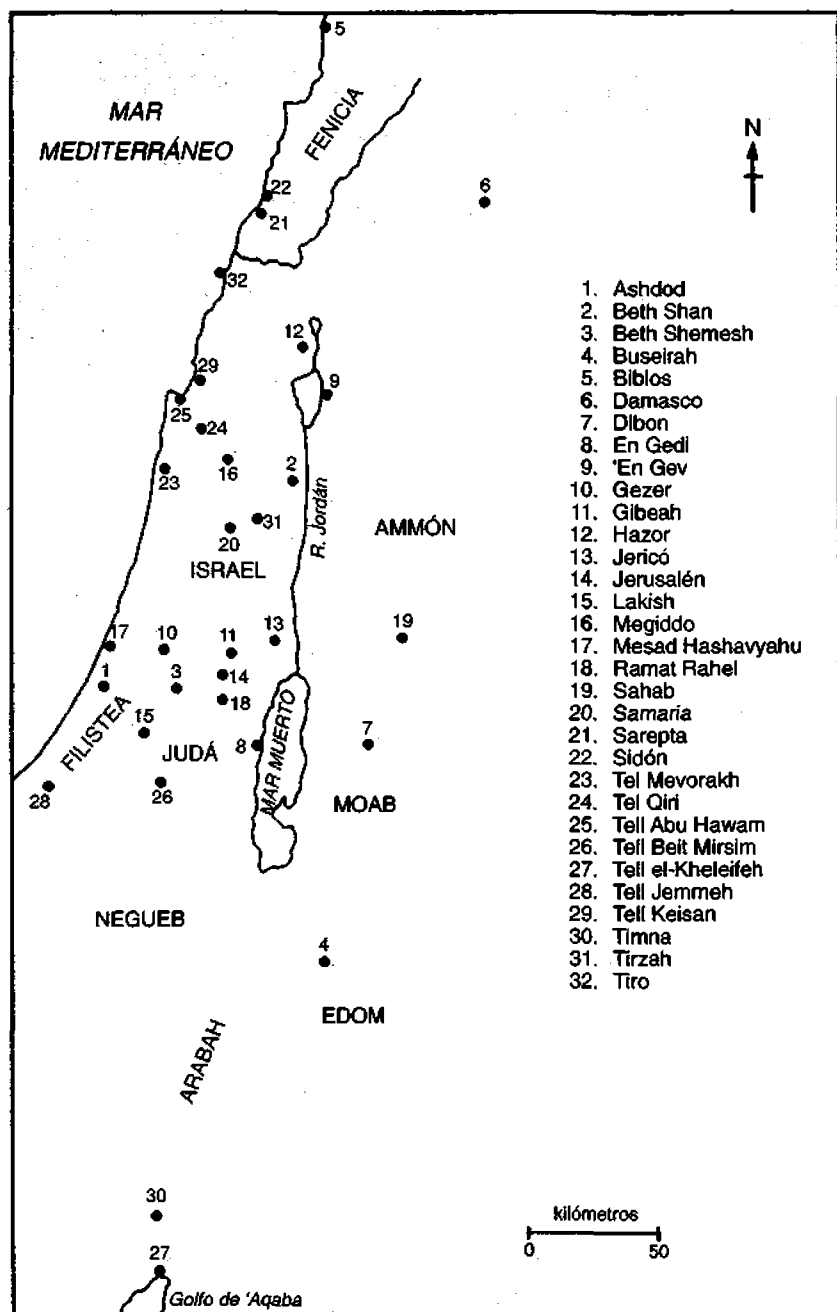 5
MAR
MEDITERRÁNEO
FENICIA
N
22
6
21
32
12
29
9
25
24
16
2
23
31
R. Jordán
AMMÓN
20
ISRAEL
17
10
11
13
19
14
1
3
18
FILISTEA
15
JUDÁ
8
MAR MUERTO
7
28
26
MOAB
NEGUEB
4
EDOM
ARABAH
30
27
Golfo de 'Aqaba
1. Ashdod
2. Beth Shan
3. Beth Shemesh
4. Buseirah
5. Biblos
6. Damasco
7. Dibon
8. En Gedi
9. 'En Gev
10. Gezer
11. Gibeah
12. Hazor
13. Jericó
14. Jerusalén
15. Lakish
16. Megiddo
17. Mesad Hashavyahu
18. Ramat Rahel
19. Sahab
20. Samaria
21. Sarepta
22. Sidón
23. Tel Mevorakh
24. Tel Qiri
25. Tell Abu Hawam
26. Tell Beit Mirsim
27. Tell el-Kheleifeh
28. Tell Jemmeh
29. Tell Keisan
30. Timna
31. Tirzah
32. Tiro
kilómetros
0 50